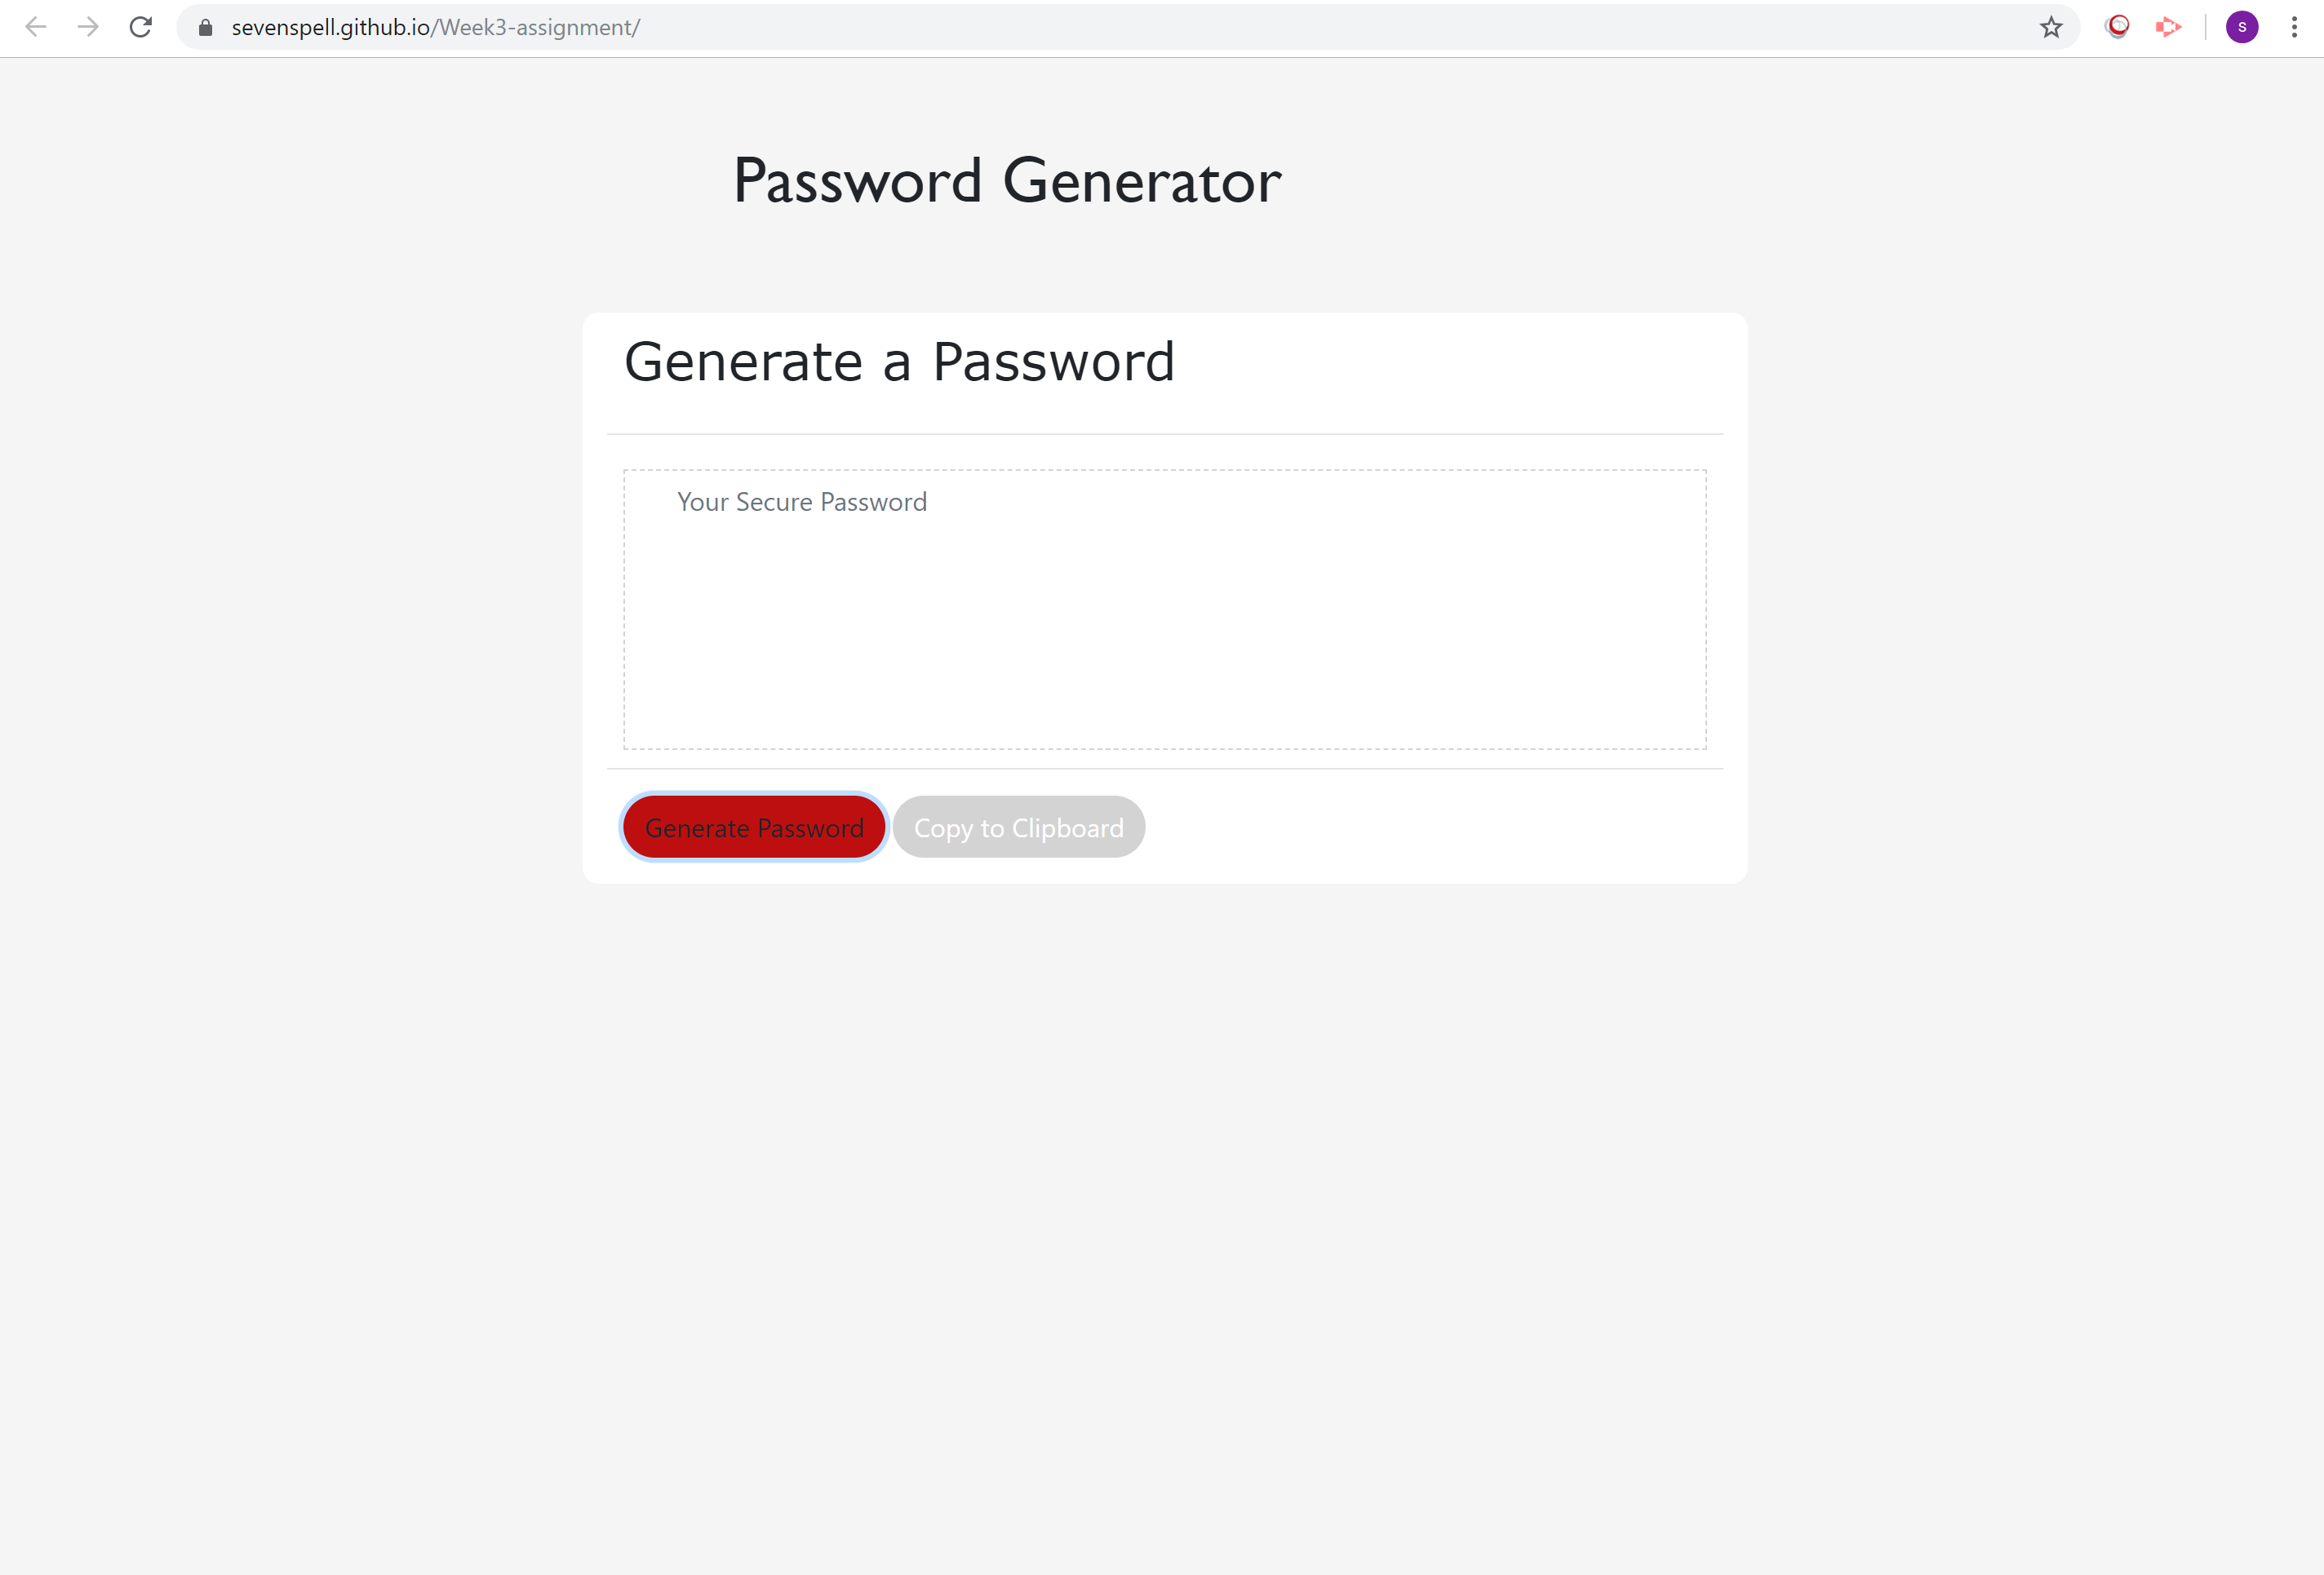 sevenspell.github.io/Week3-assignment/
S
Password Generator
Generate a Password
Your Secure Password
Generate Password
Copy to Clipboard